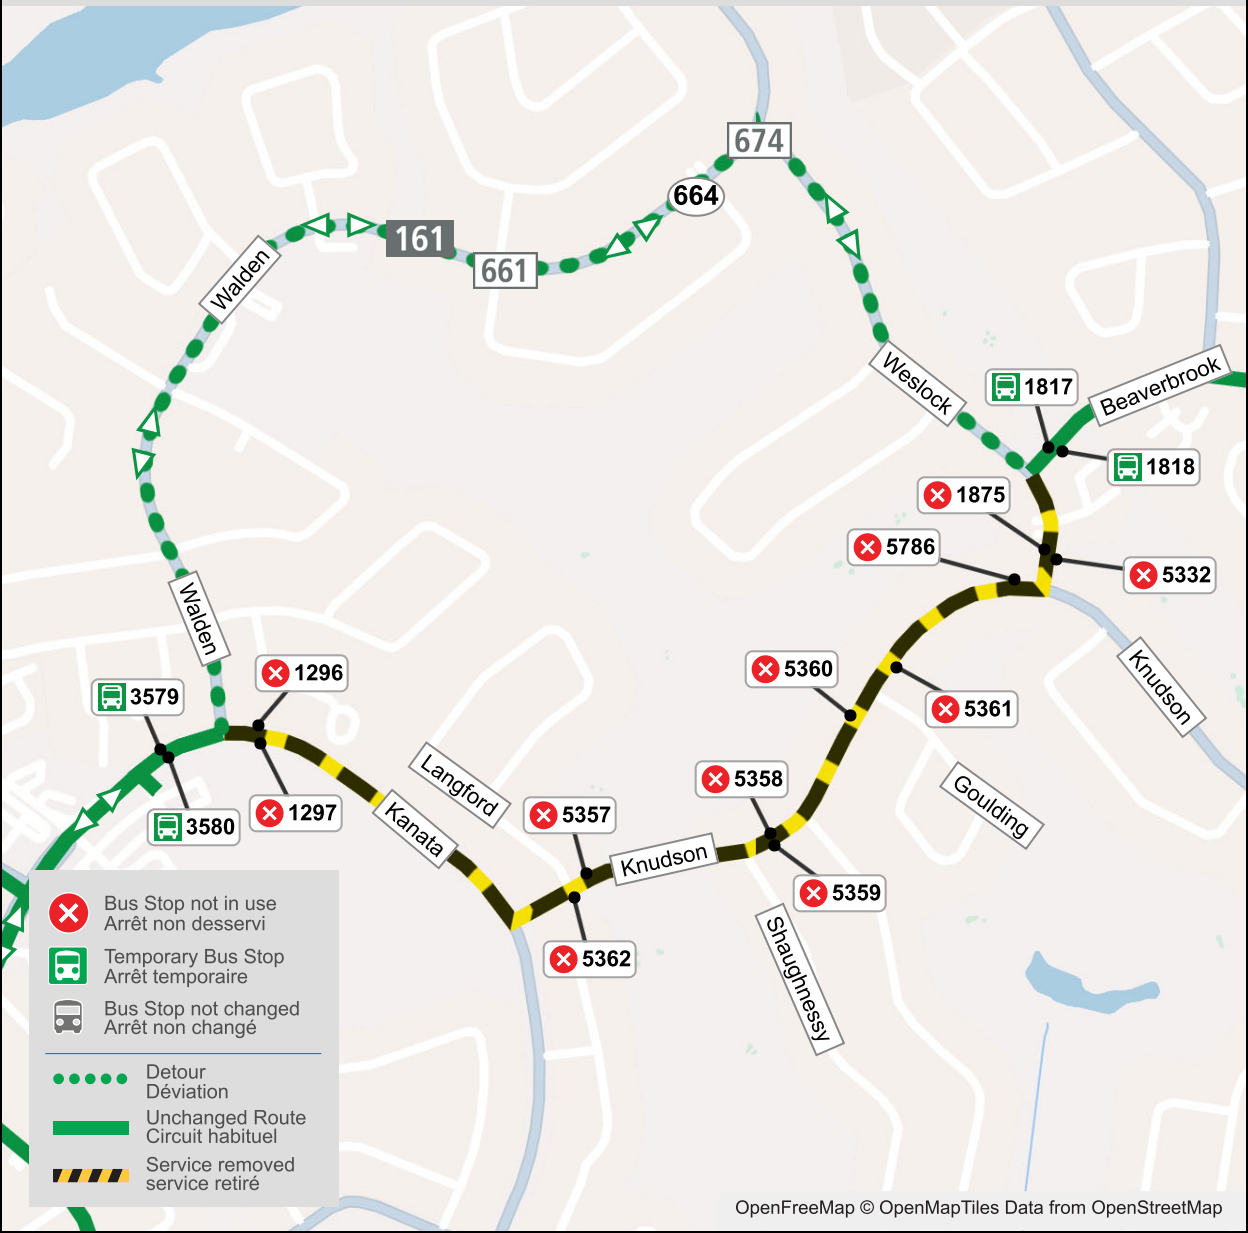 674
664
161
661
Walden
Weslock
1817
Beaverbrook
1818
1875
5786
5332
Walden
1296
5360
Knudson
3579
5361
Langford
5358
Goulding
3580
1297
5357
Kanata
Knudson
5359
5362
Shaughnessy
Bus Stop not in use
Arrêt non desservi
Temporary Bus Stop
Arrêt temporaire
Bus Stop not changed
Arrêt non changé
Detour
Déviation
Unchanged Route
Circuit habituel
Service removed
service retiré
OpenFreeMap © OpenMapTiles Data from OpenStreetMap